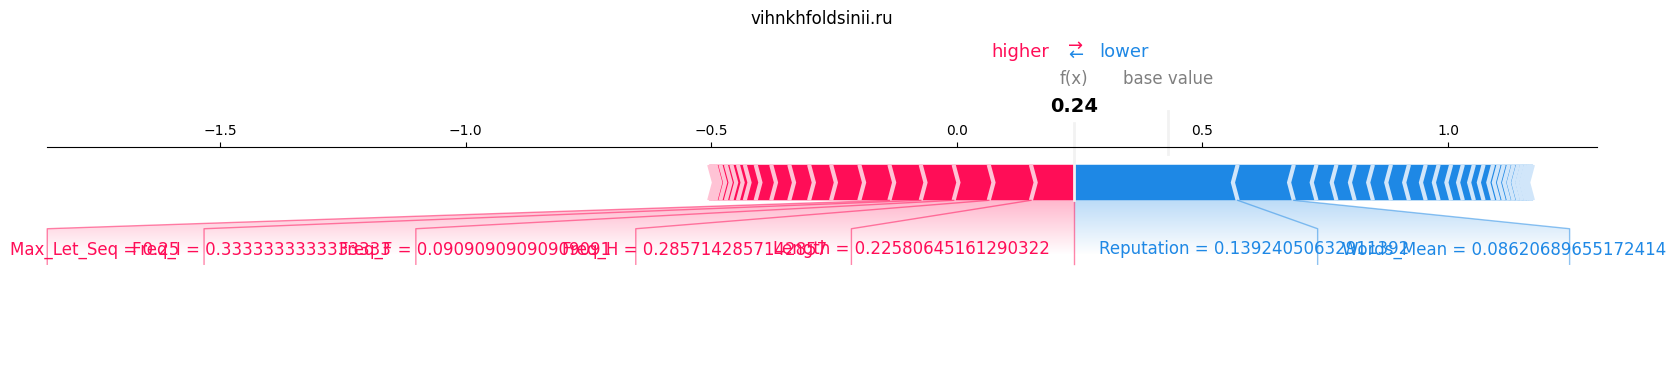 vihnkhfoldsinii.ru
higher ⇄ lower
f(x) base value
0.24
−1.5 −1.0 −0.5 0.0 0.5 1.0
Max_Let_Seq = 0.25 Freq_I = 0.3333333333333333 Freq_F = 0.09090909090909091 Freq_H = 0.2857142857142857 Length = 0.22580645161290322 Reputation = 0.13924050632911392 Words_Mean = 0.08620689655172414